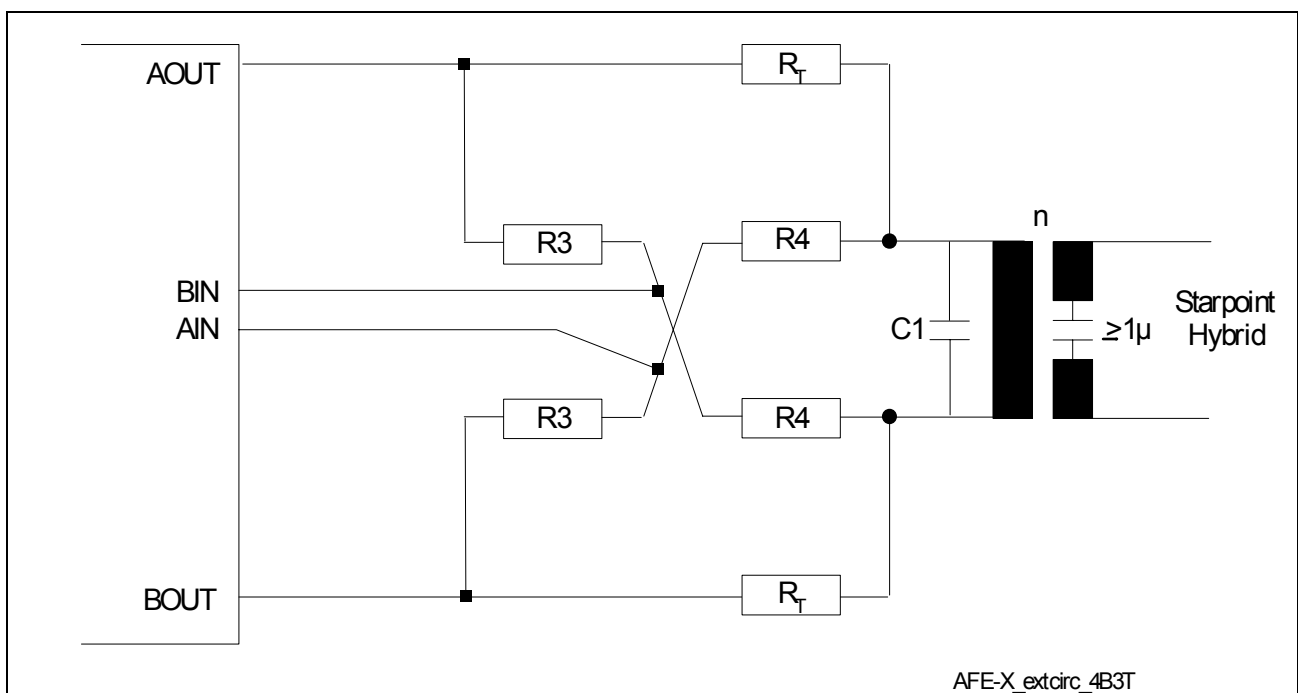 AOUT
R_T
n
R3
R4
BIN
AIN
C1
≥1µ
Starpoint
Hybrid
R3
R4
BOUT
R_T
AFE-X_extcirc_4B3T